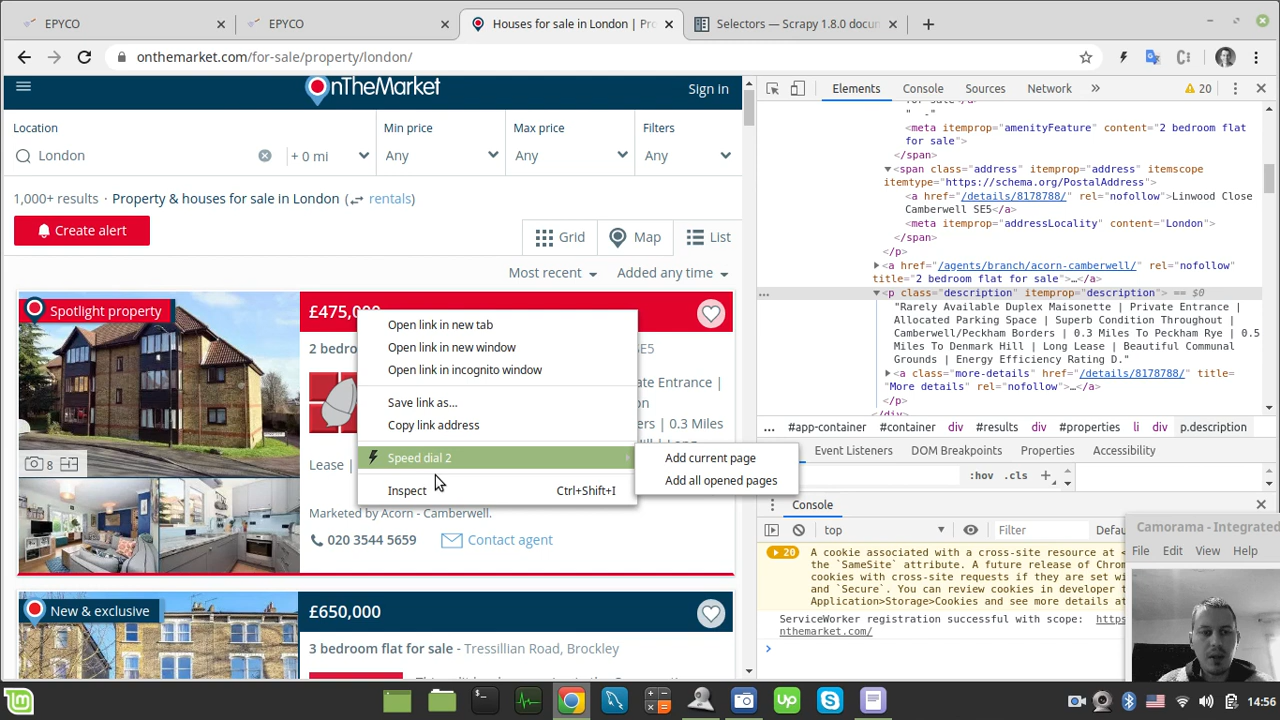 EPYCO
EPYCO
Houses for sale in London | Pro
Selectors — Scrapy 1.8.0 docum
onthemarket.com/for-sale/property/london/
OnTheMarket
Sign in
Location
Min price
Max price
Filters
London
+ 0 mi
Any
Any
Any
1,000+ results · Property & houses for sale in London (
rentals)
Create alert
Grid
Map
List
Most recent
Added any time
Spotlight property
£475,000
2 bedro
SE5
ate Entrance |
on
ers | 0.3 Miles
Lease |
Marketed by Acorn - Camberwell.
020 3544 5659
Contact agent
8
New & exclusive
£650,000
3 bedroom flat for sale - Tressillian Road, Brockley
Open link in new tab
Open link in new window
Open link in incognito window
Save link as...
Copy link address
Speed dial 2
Inspect
Ctrl+Shift+I
Add current page
Add all opened pages
Elements
Console
Sources
Network
»
20
for sale</a>
" -"
<meta itemprop="amenityFeature" content="2 bedroom flat
for sale">
</span>
<span class="address" itemprop="address" itemscope
itemtype="https://schema.org/PostalAddress">
<a href="/details/8178788/" rel="nofollow">Linwood Close
Camberwell SE5</a>
<meta itemprop="addressLocality" content="London">
</span>
</p>
<a href="/agents/branch/acorn-camberwell/" rel="nofollow"
title="2 bedroom flat for sale">…</a>
<p class="description" itemprop="description"> == $0
"Rarely Available Duplex Maisonette | Private Entrance |
Allocated Parking Space | Superb Condition Throughout |
Camberwell/Peckham Borders | 0.3 Miles To Peckham Rye | 0.5
Miles To Denmark Hill | Long Lease | Beautiful Communal
Grounds | Energy Efficiency Rating D."
<a class="more-details" href="/details/8178788/" title=
"More details" rel="nofollow">…</a>
</p>
... #app-container div #results div #properties li div p.description
Event Listeners
DOM Breakpoints
Properties
Accessibility
:hov
.cls
+
Console
top
Filter
Defau
20
A cookie associated with a cross-site resource at <
the `SameSite` attribute. A future release of Chrom
cookies with cross-site requests if they are set wi
and `Secure`. You can review cookies in developer t
Application>Storage>Cookies and see more details at
ServiceWorker registration successful with scope: https
nthemarket.com/
Camorama - Integrated
File
Edit
View
Help
Up
14:56